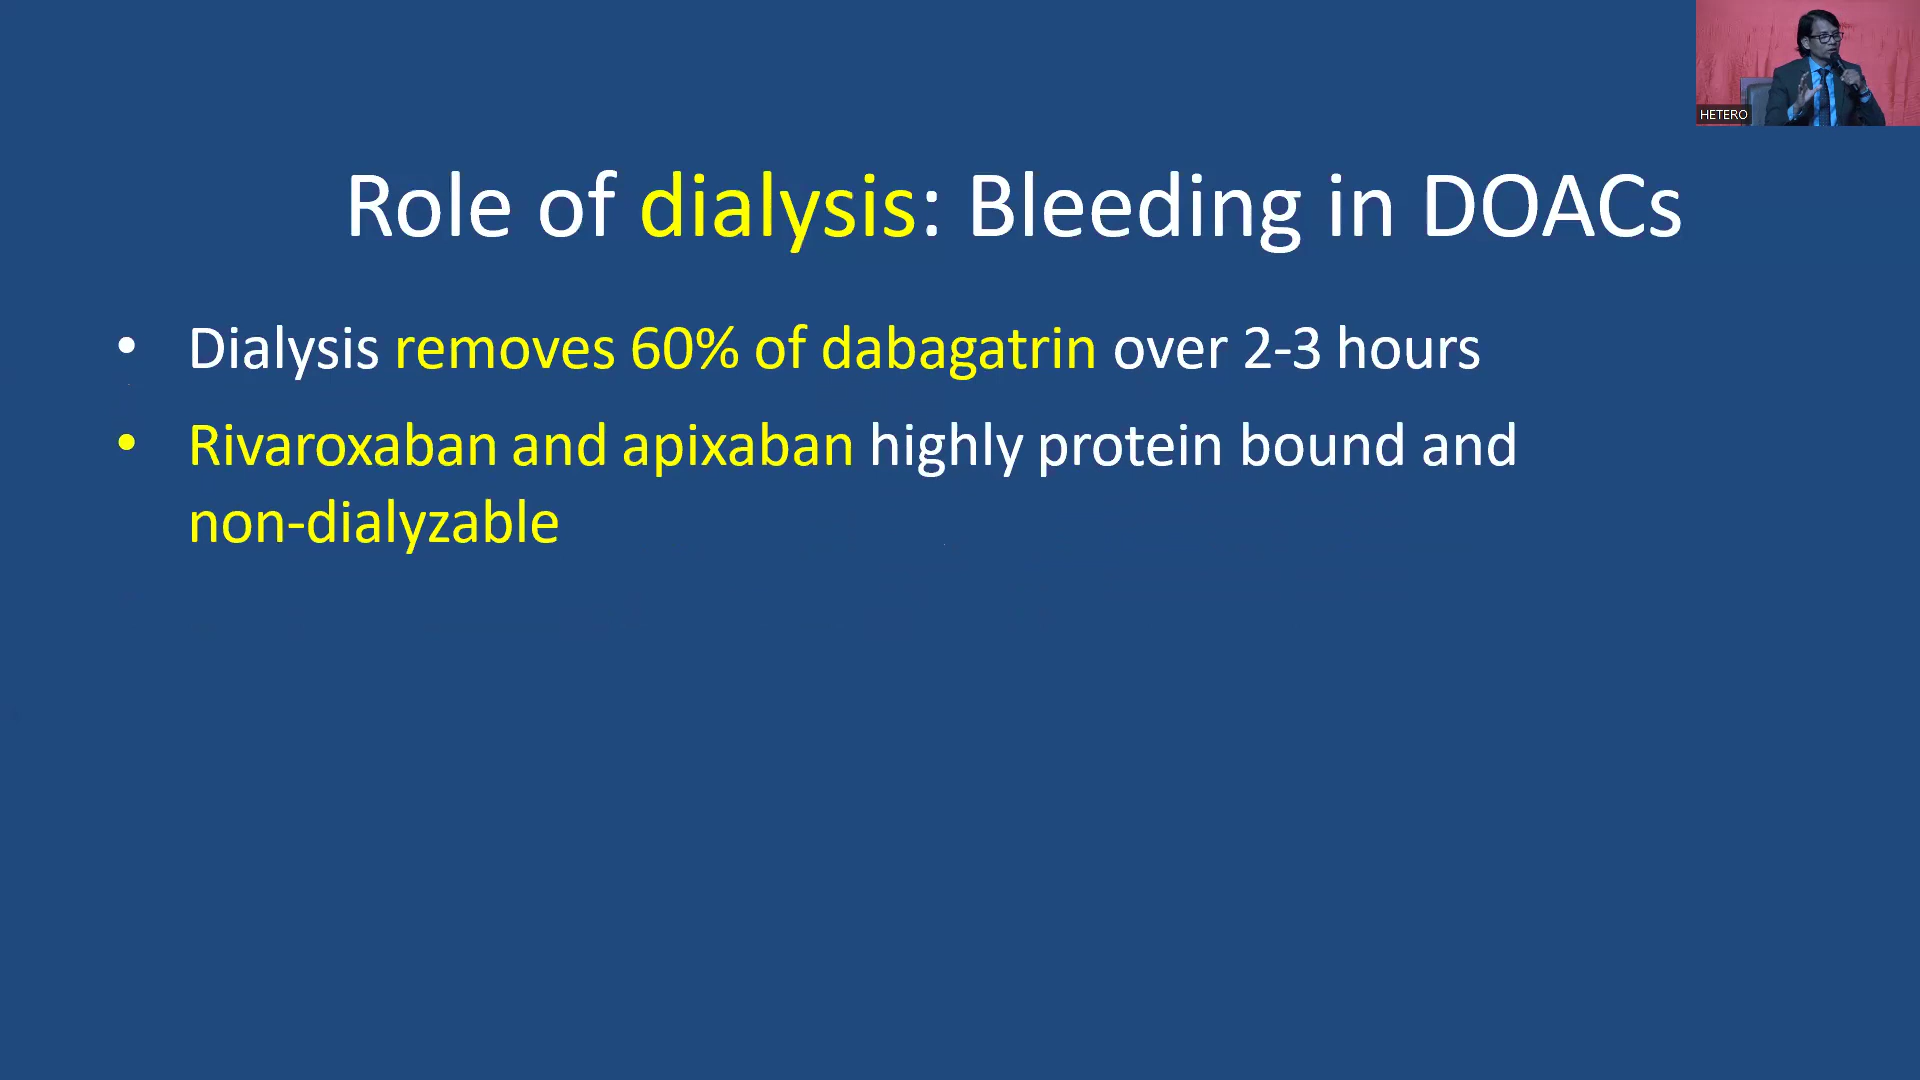 HETERO
Role of dialysis: Bleeding in DOACs
• Dialysis removes 60% of dabagatrin over 2-3 hours
• Rivaroxaban and apixaban highly protein bound and
non-dialyzable